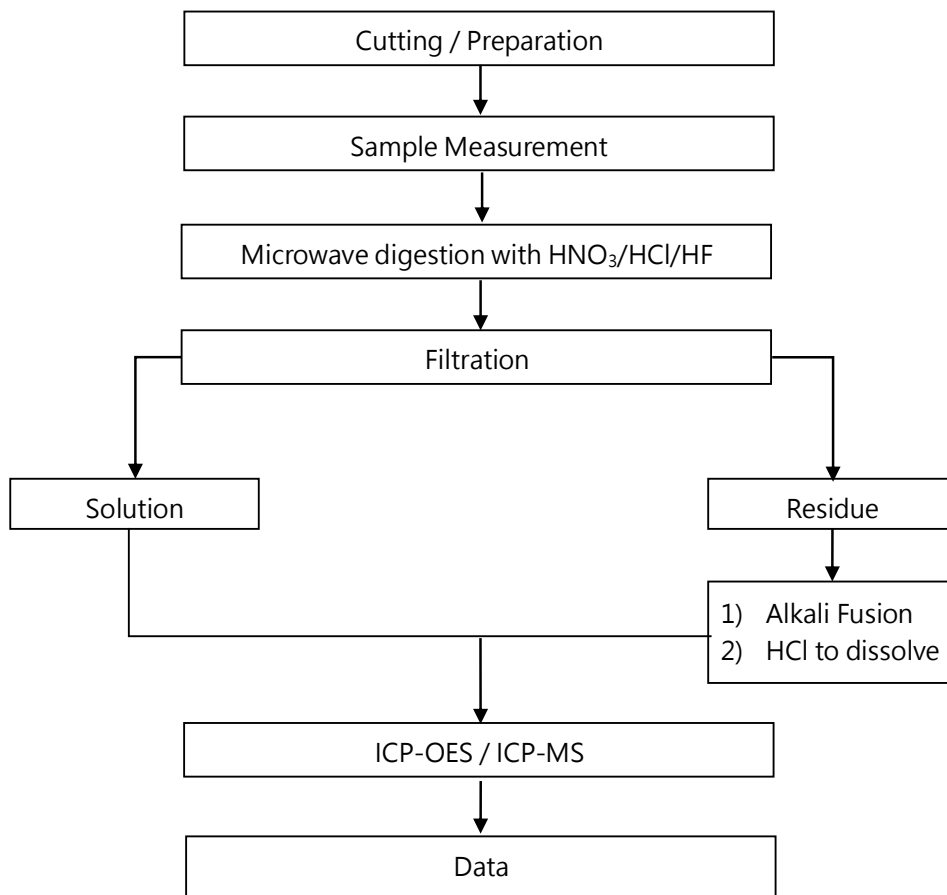 Cutting / Preparation
Sample Measurement
Microwave digestion with HNO₃/HCl/HF
Filtration
Solution
Residue
1) Alkali Fusion
2) HCl to dissolve
ICP-OES / ICP-MS
Data